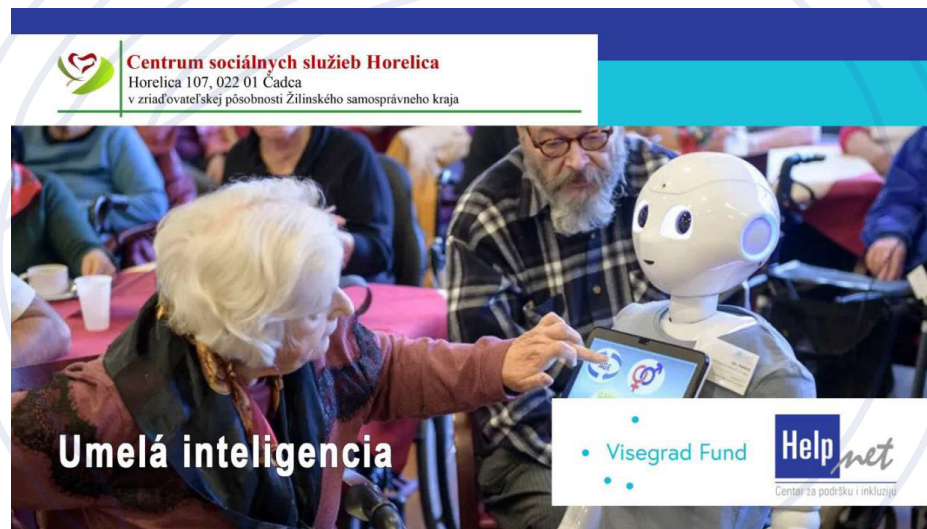 Centrum sociálnych služieb Horelica
Horelica 107, 022 01 Čadca
v zriaďovateľskej pôsobnosti Žilinského samosprávneho kraja
AGE
Umelá inteligencia
Visegrad Fund
Help net
Centar za podršku i inkluziju